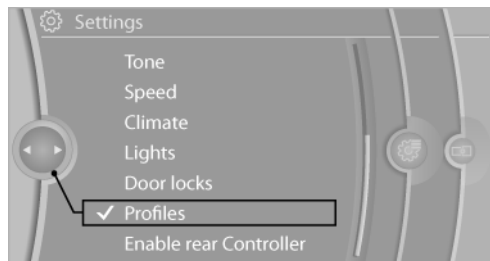 Settings
Tone
Speed
Climate
Lights
Door locks
Profiles
Enable rear Controller